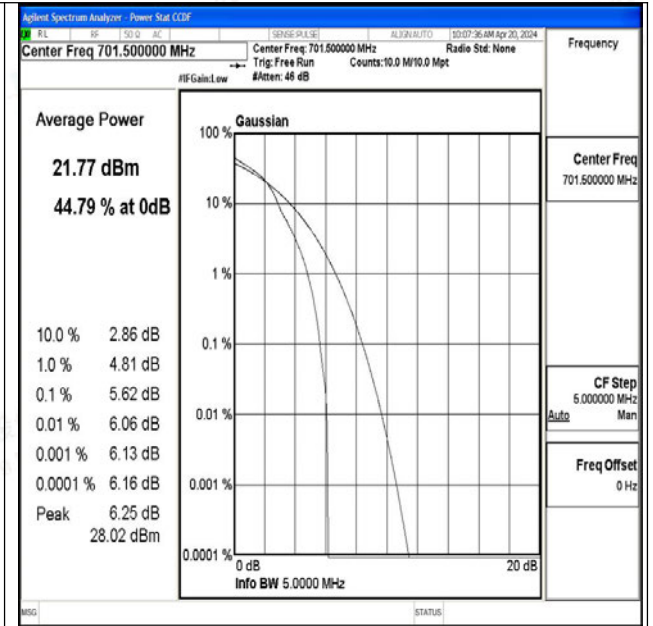 Agilent Spectrum Analyzer - Power Stat CCDF
RL RF 50 Ω AC SENSE:PULSE ALIGN AUTO 10:07:36 AM Apr 20, 2024
Center Freq 701.500000 MHz
Center Freq: 701.500000 MHz Radio Std: None
Trig: Free Run Counts:10.0 M/10.0 Mpt
#IFGain:Low #Atten: 46 dB
Frequency
Average Power
21.77 dBm
44.79 % at 0dB
10.0 % 2.86 dB
1.0 % 4.81 dB
0.1 % 5.62 dB
0.01 % 6.06 dB
0.001 % 6.13 dB
0.0001 % 6.16 dB
Peak 6.25 dB
28.02 dBm
Gaussian
100 %
10 %
1 %
0.1 %
0.01 %
0.001 %
0.0001 %
0 dB 20 dB
Info BW 5.0000 MHz
Center Freq
701.500000 MHz
CF Step
5.000000 MHz
Auto Man
Freq Offset
0 Hz
MSG STATUS